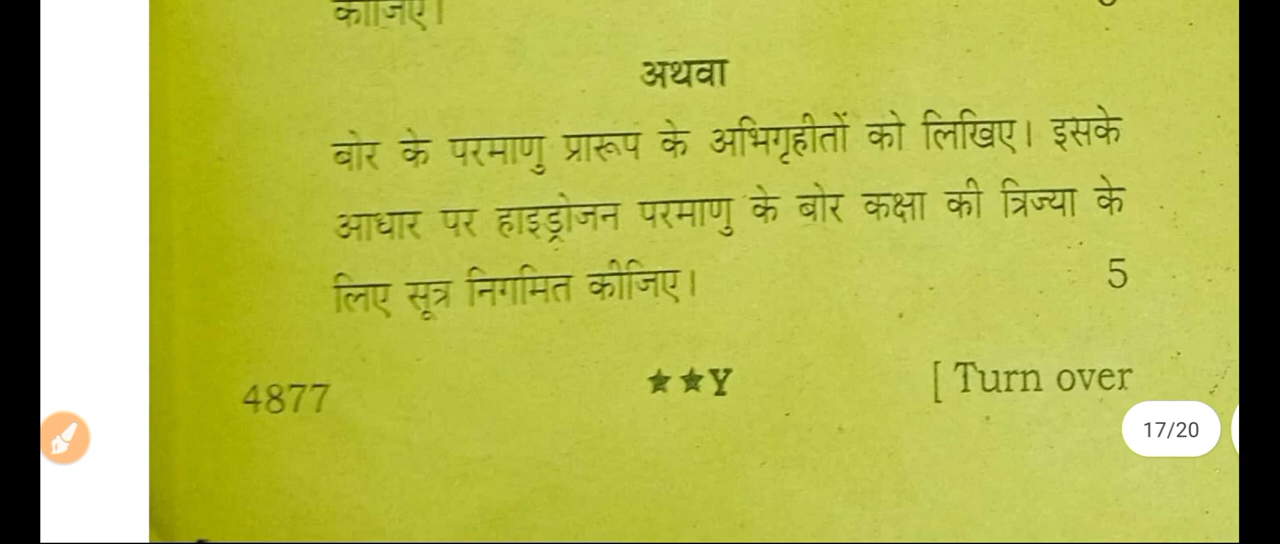 कीजिए।
अथवा
बोर के परमाणु प्रारूप के अभिगृहीतों को लिखिए। इसके
आधार पर हाइड्रोजन परमाणु के बोर कक्षा की त्रिज्या के
लिए सूत्र निगमित कीजिए। 5
4877 ★★Y [ Turn over
17/20